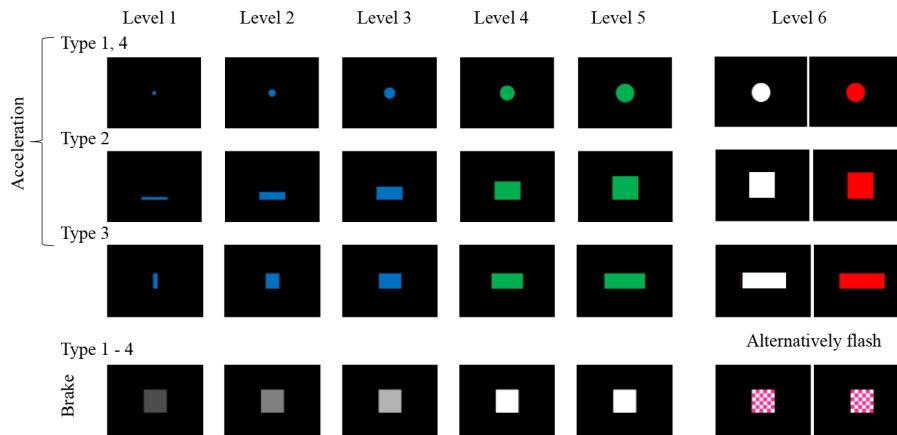 Level 1 Level 2 Level 3 Level 4 Level 5 Level 6
Type 1, 4
Acceleration
Type 2
Type 3
Alternatively flash
Type 1 - 4
Brake